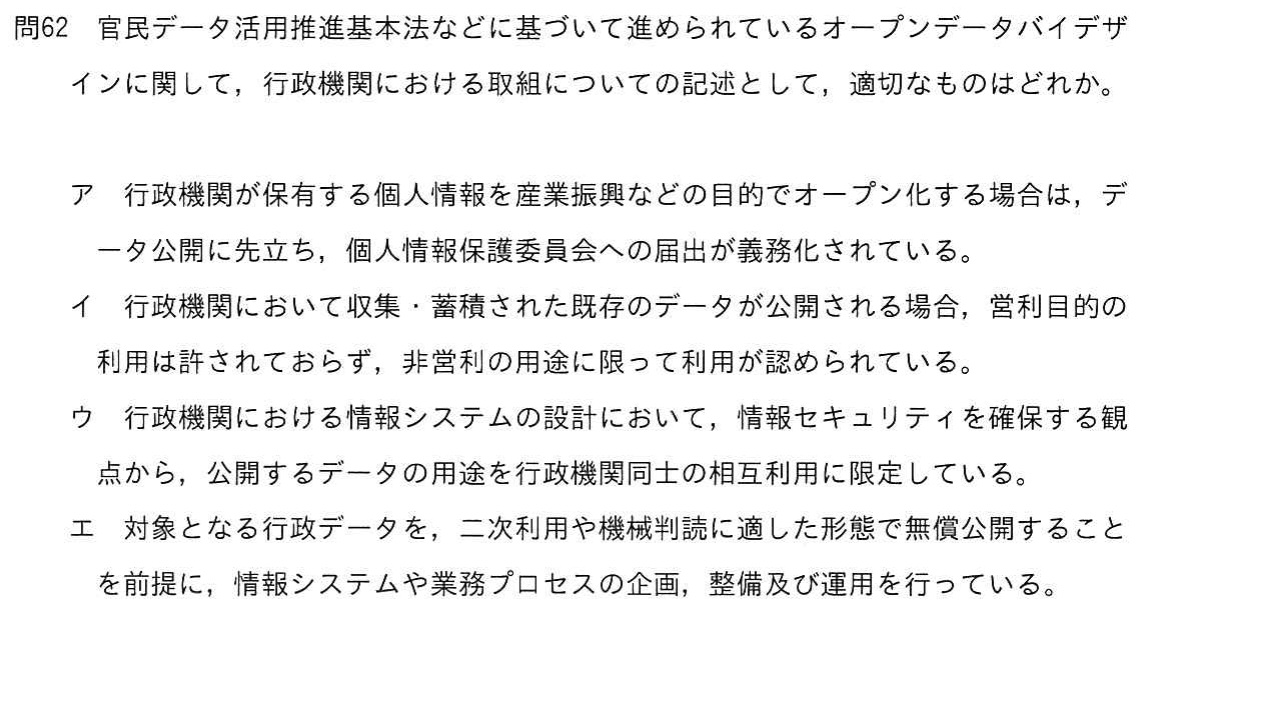 問62　官民データ活用推進基本法などに基づいて進められているオープンデータバイデザ
インに関して，行政機関における取組についての記述として，適切なものはどれか。
ア　行政機関が保有する個人情報を産業振興などの目的でオープン化する場合は，デ
ータ公開に先立ち，個人情報保護委員会への届出が義務化されている。
イ　行政機関において収集・蓄積された既存のデータが公開される場合，営利目的の
利用は許されておらず，非営利の用途に限って利用が認められている。
ウ　行政機関における情報システムの設計において，情報セキュリティを確保する観
点から，公開するデータの用途を行政機関同士の相互利用に限定している。
エ　対象となる行政データを，二次利用や機械判読に適した形態で無償公開すること
を前提に，情報システムや業務プロセスの企画，整備及び運用を行っている。